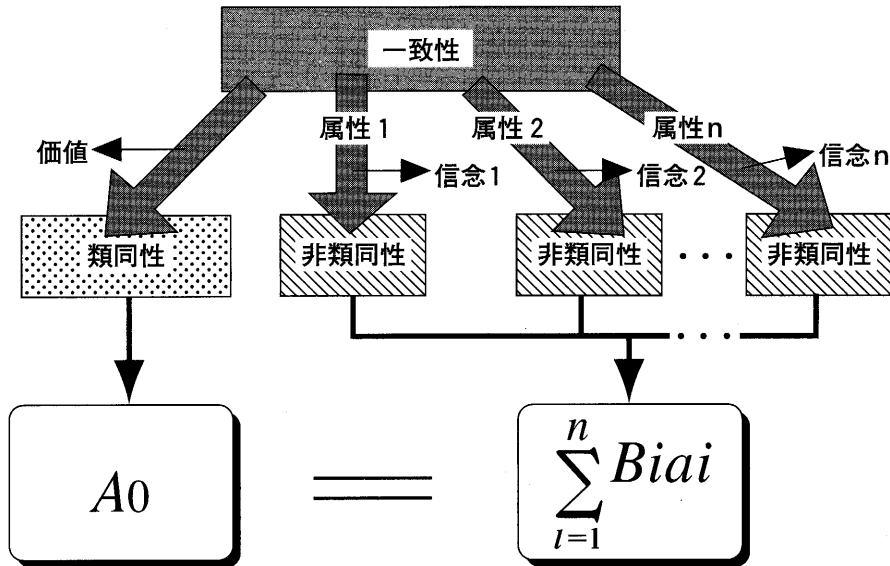 一致性
属性1
属性2
属性n
価値
信念1
信念2
信念n
類同性
非類同性
非類同性
・・・
非類同性
・・・
A0
=
n
∑ Biai
i=1